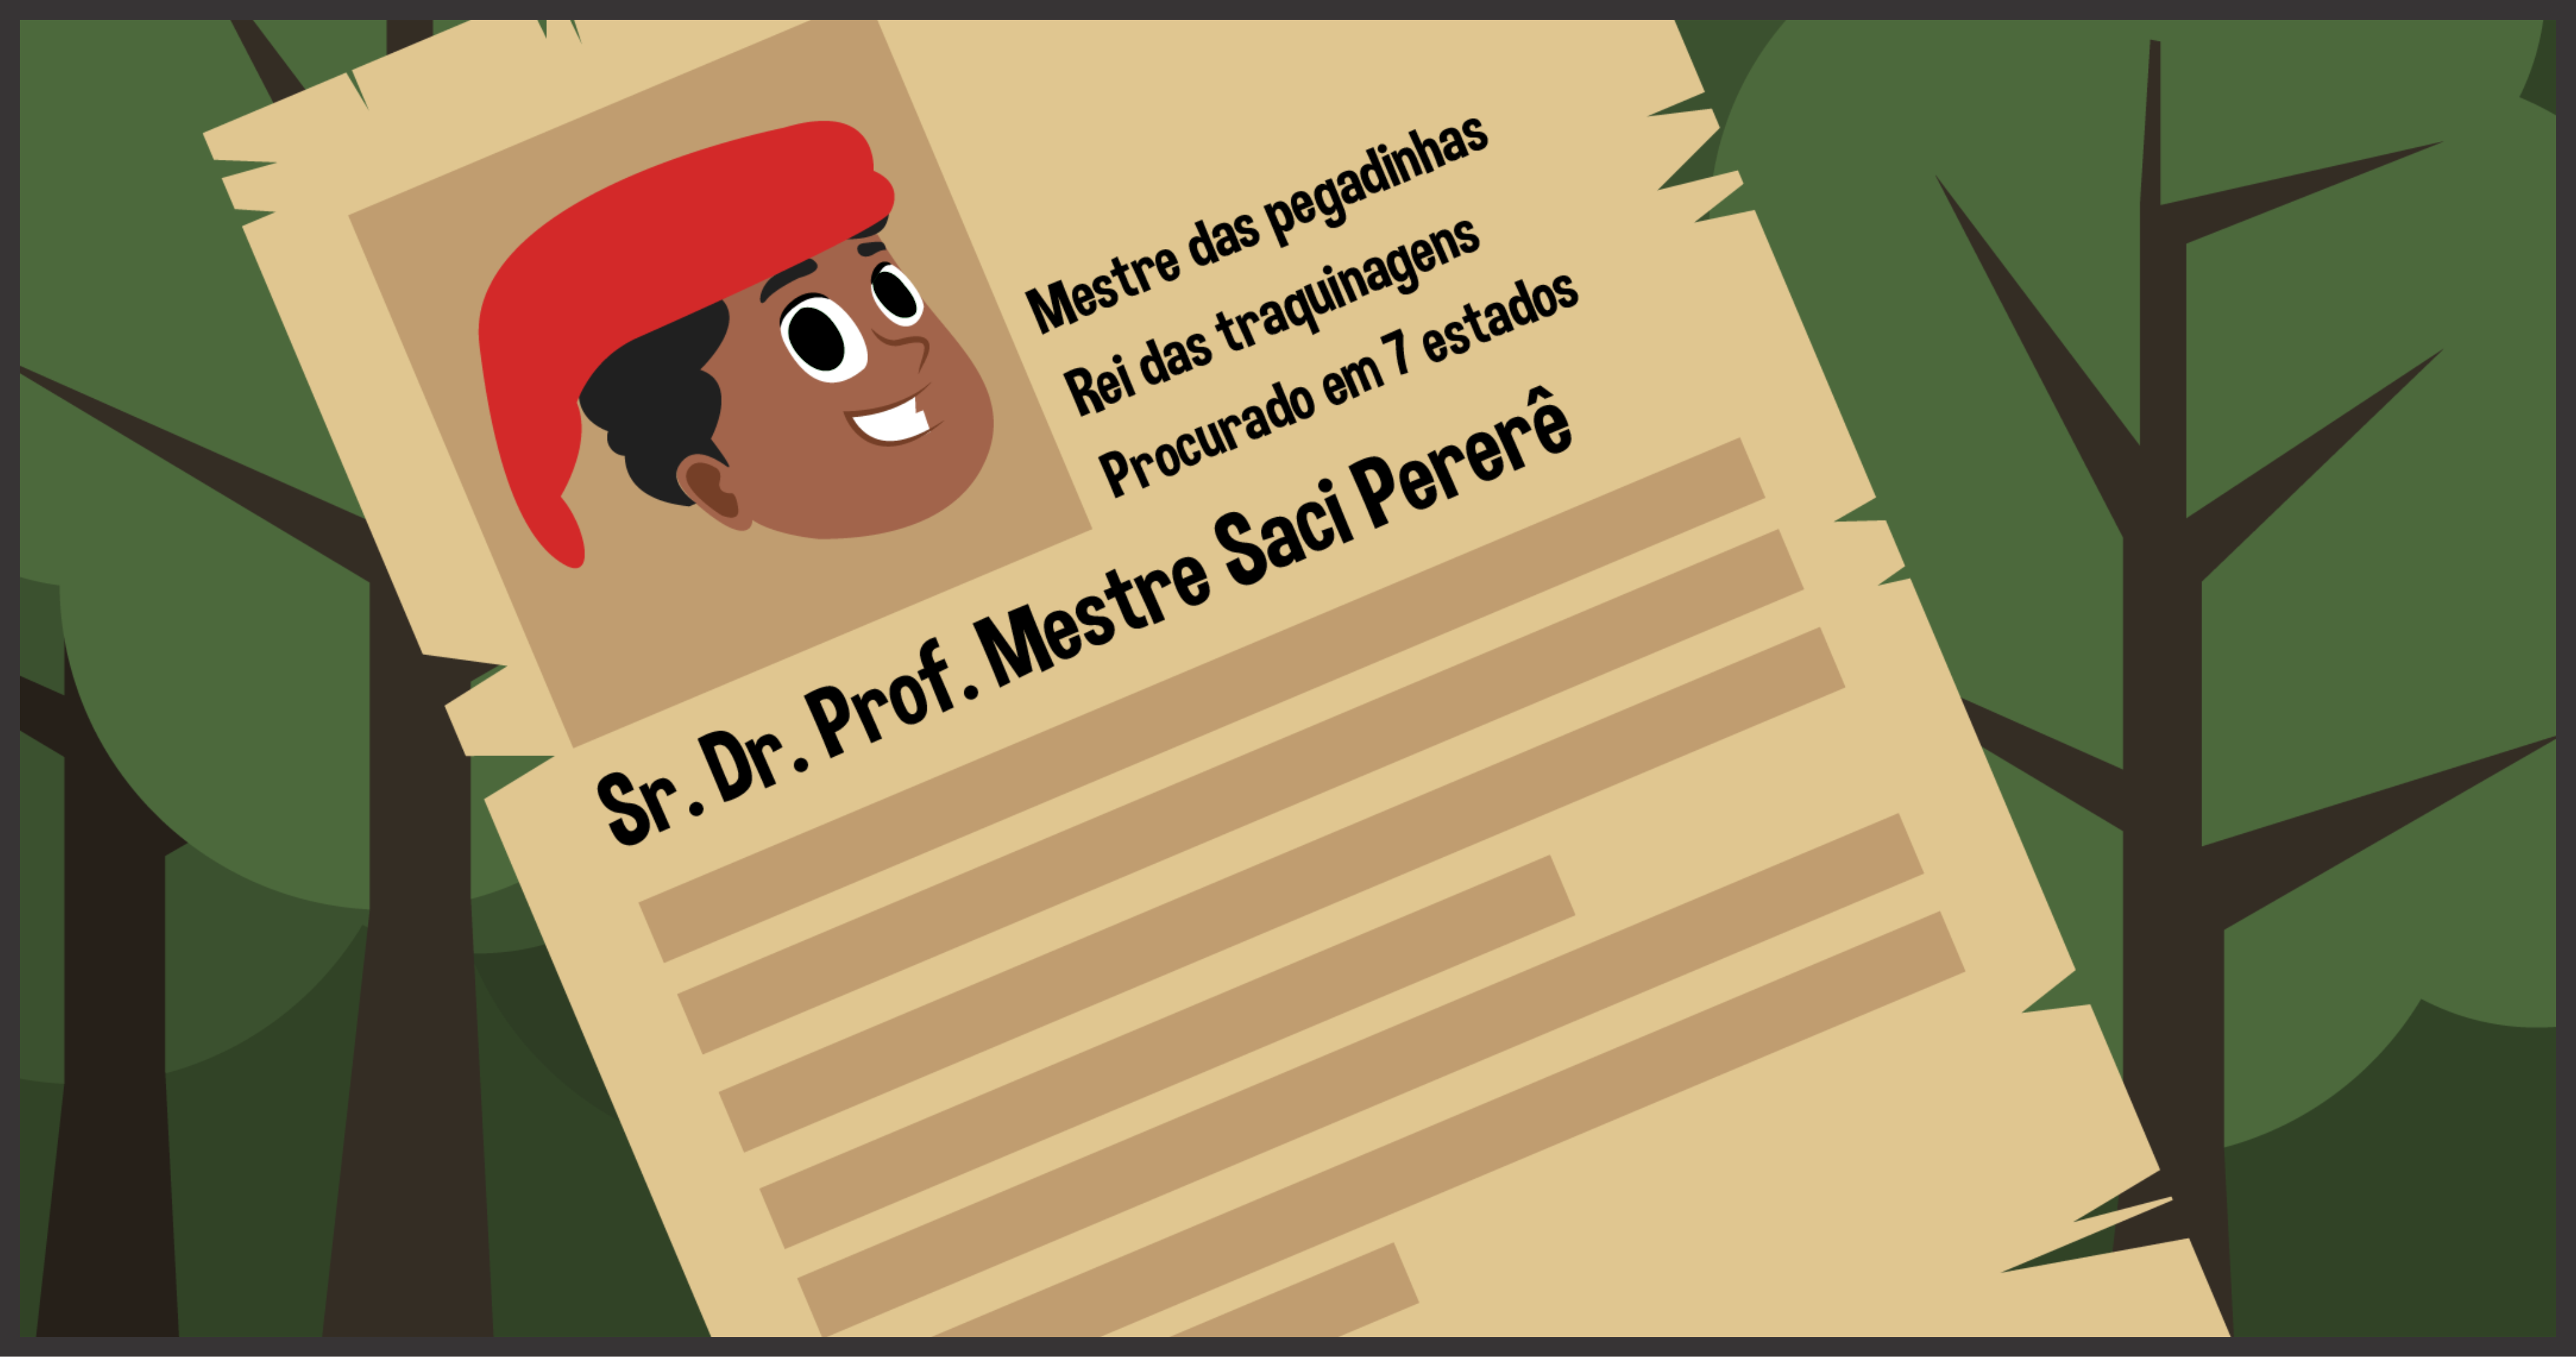 Mestre das pegadinhas
Rei das traquinagens
Procurado em 7 estados
Sr. Dr. Prof. Mestre Saci Pererê